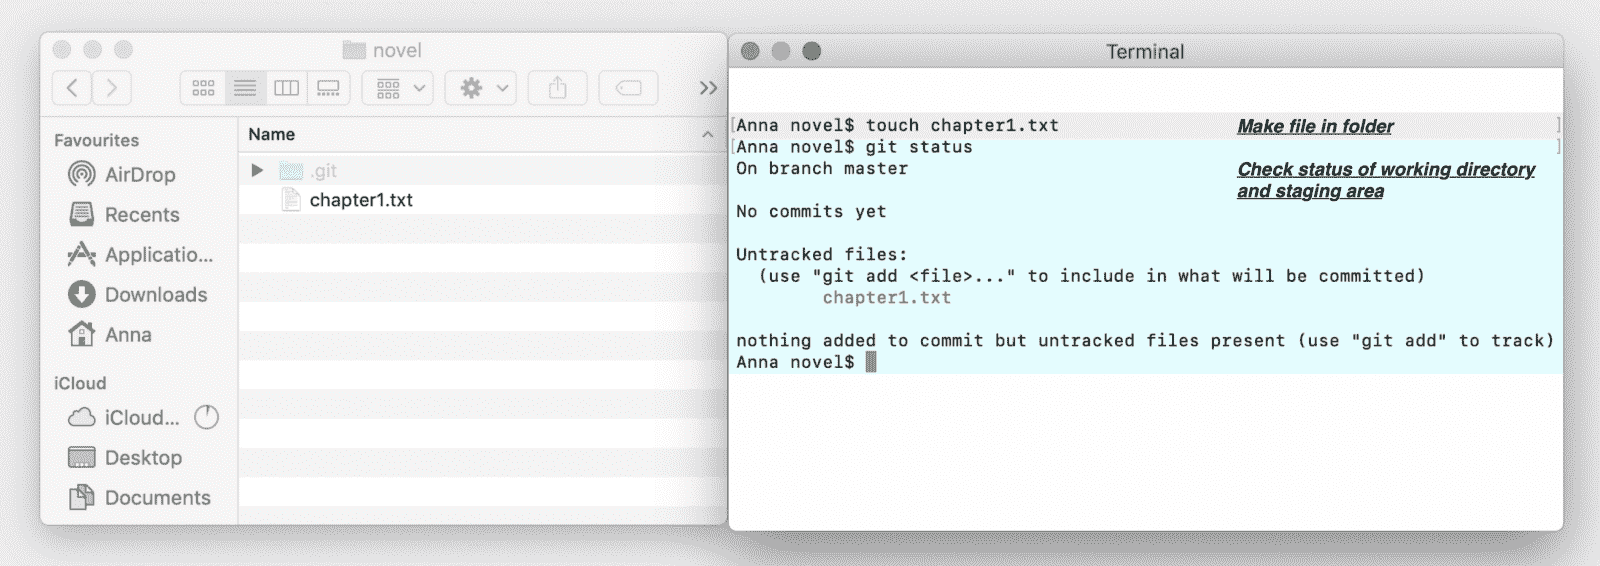 novel
Name
Favourites
AirDrop
Recents
Applicatio...
Downloads
Anna
iCloud
iCloud...
Desktop
Documents
.git
chapter1.txt
Terminal
[Anna novel$ touch chapter1.txt ]
Make file in folder
[Anna novel$ git status ]
On branch master
Check status of working directory
and staging area
No commits yet
Untracked files:
(use "git add <file>..." to include in what will be committed)
chapter1.txt
nothing added to commit but untracked files present (use "git add" to track)
Anna novel$